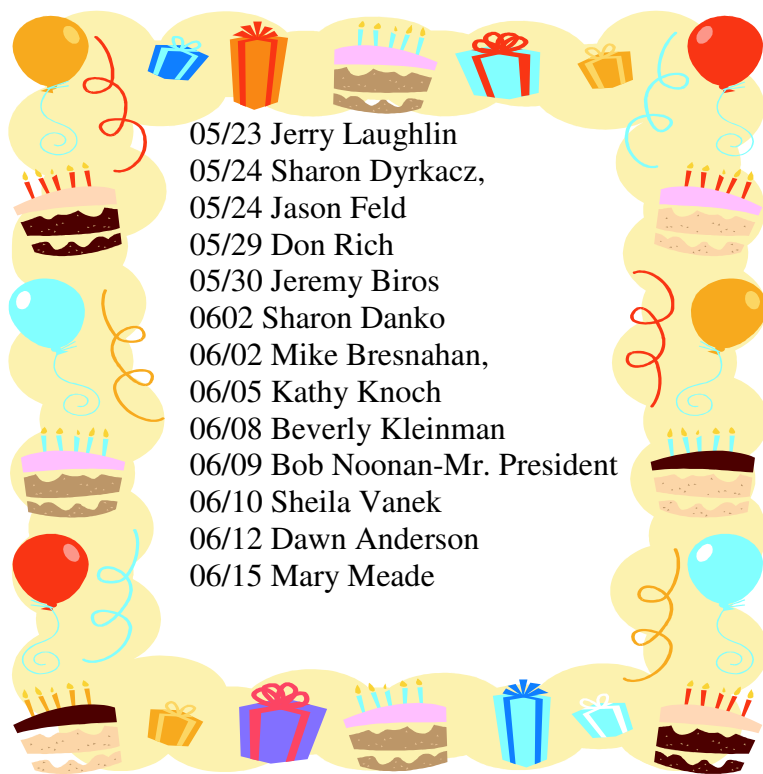 05/23 Jerry Laughlin
05/24 Sharon Dyrkacz,
05/24 Jason Feld
05/29 Don Rich
05/30 Jeremy Biros
0602 Sharon Danko
06/02 Mike Bresnahan,
06/05 Kathy Knoch
06/08 Beverly Kleinman
06/09 Bob Noonan-Mr. President
06/10 Sheila Vanek
06/12 Dawn Anderson
06/15 Mary Meade